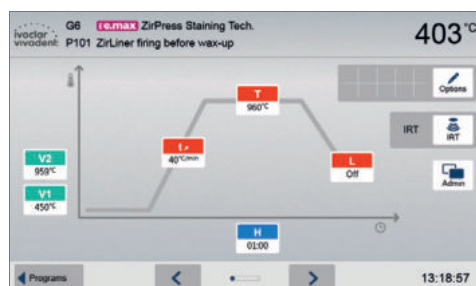 ivoclar vivadent G6 IPS e.max ZirPress Staining Tech.
P101 ZirLiner firing before wax-up
403 °C
Options
T
960°C
IRT
IRT
t↗
40°C/min
V2
959°C
L
Off
Admin
V1
450°C
H
01:00
Programs
13:18:57